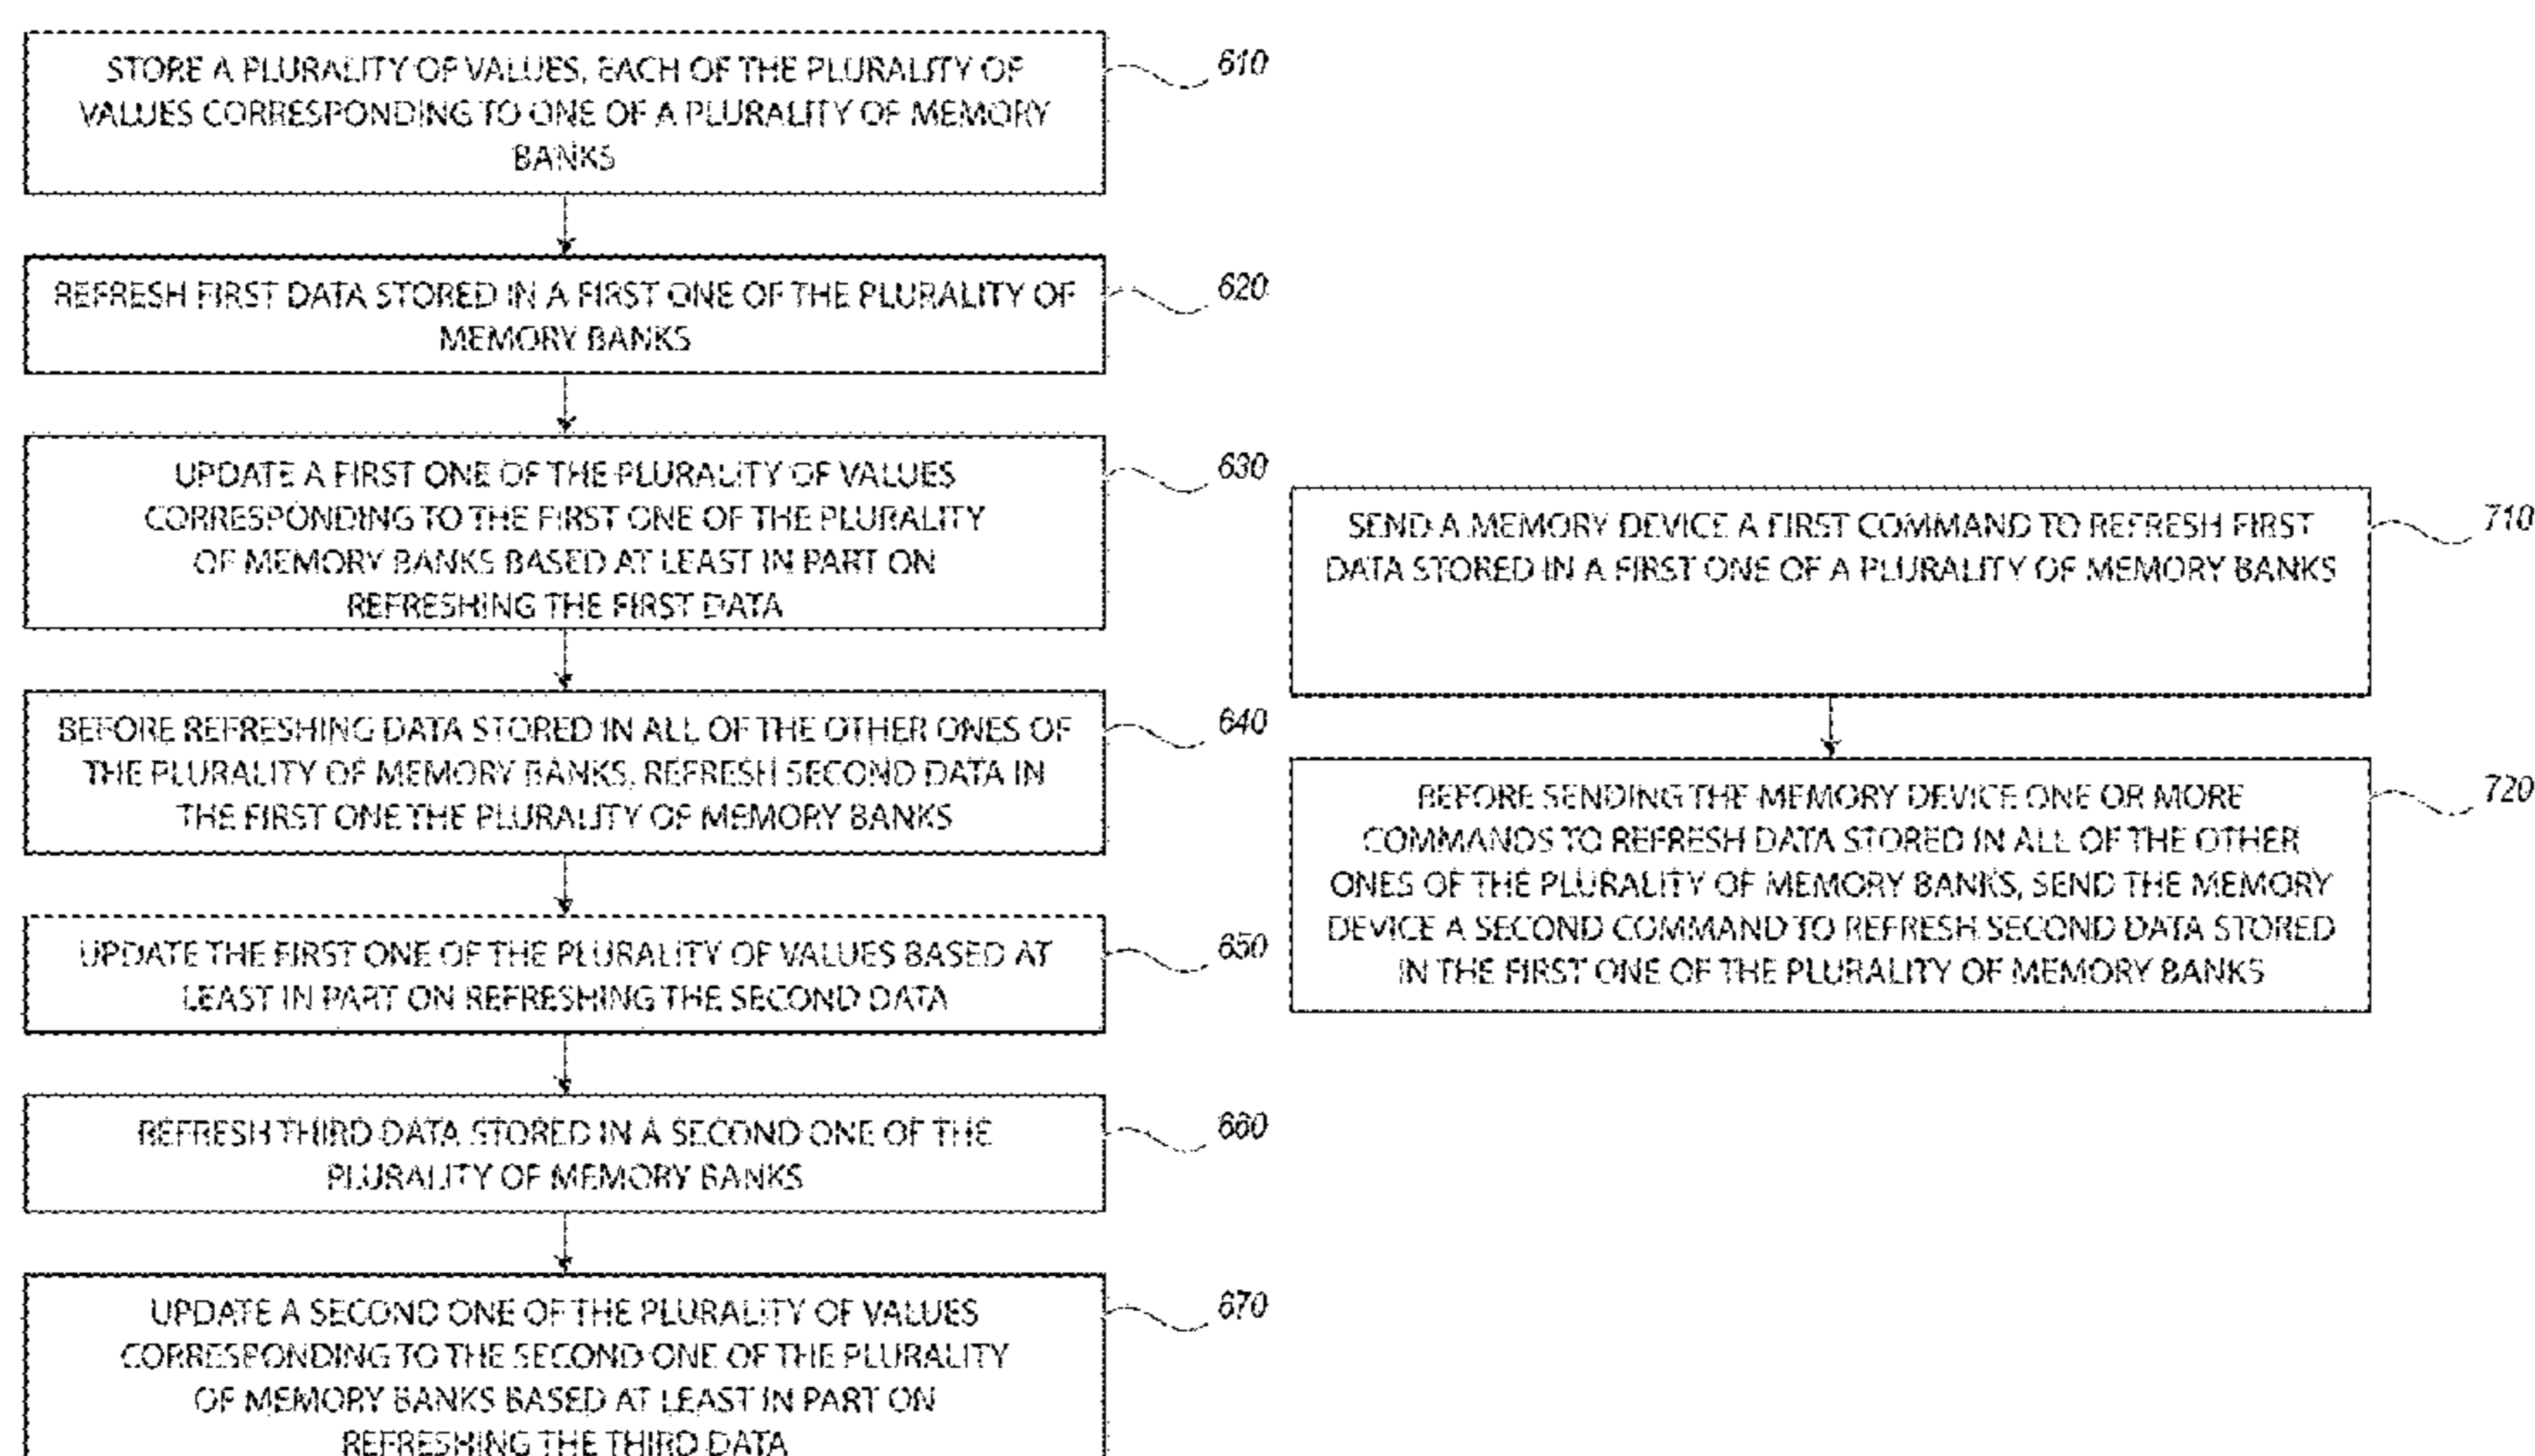 STORE A PLURALITY OF VALUES, EACH OF THE PLURALITY OF
VALUES CORRESPONDING TO ONE OF A PLURALITY OF MEMORY
BANKS
610
REFRESH FIRST DATA STORED IN A FIRST ONE OF THE PLURALITY OF
MEMORY BANKS
620
UPDATE A FIRST ONE OF THE PLURALITY OF VALUES
CORRESPONDING TO THE FIRST ONE OF THE PLURALITY
OF MEMORY BANKS BASED AT LEAST IN PART ON
REFRESHING THE FIRST DATA
630
BEFORE REFRESHING DATA STORED IN ALL OF THE OTHER ONES OF
THE PLURALITY OF MEMORY BANKS, REFRESH SECOND DATA IN
THE FIRST ONE THE PLURALITY OF MEMORY BANKS
640
UPDATE THE FIRST ONE OF THE PLURALITY OF VALUES BASED AT
LEAST IN PART ON REFRESHING THE SECOND DATA
650
REFRESH THIRD DATA STORED IN A SECOND ONE OF THE
PLURALITY OF MEMORY BANKS
660
UPDATE A SECOND ONE OF THE PLURALITY OF VALUES
CORRESPONDING TO THE SECOND ONE OF THE PLURALITY
OF MEMORY BANKS BASED AT LEAST IN PART ON
REFRESHING THE THIRD DATA
670
SEND A MEMORY DEVICE A FIRST COMMAND TO REFRESH FIRST
DATA STORED IN A FIRST ONE OF A PLURALITY OF MEMORY BANKS
710
BEFORE SENDING THE MEMORY DEVICE ONE OR MORE
COMMANDS TO REFRESH DATA STORED IN ALL OF THE OTHER
ONES OF THE PLURALITY OF MEMORY BANKS, SEND THE MEMORY
DEVICE A SECOND COMMAND TO REFRESH SECOND DATA STORED
IN THE FIRST ONE OF THE PLURALITY OF MEMORY BANKS
720